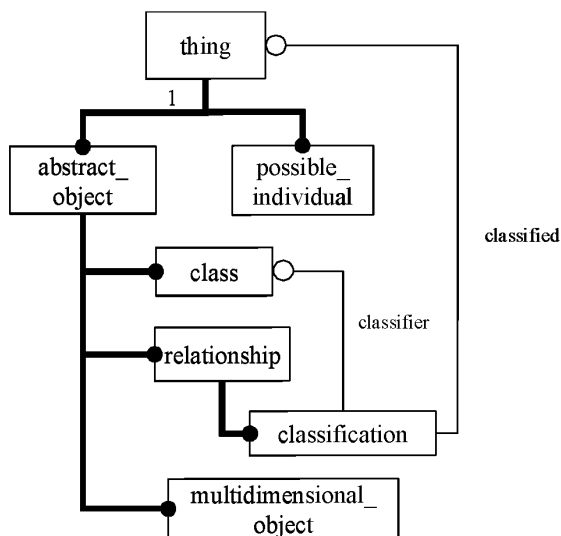 thing
1
abstract_
object
possible_
individual
classified
class
classifier
relationship
classification
multidimensional_
object